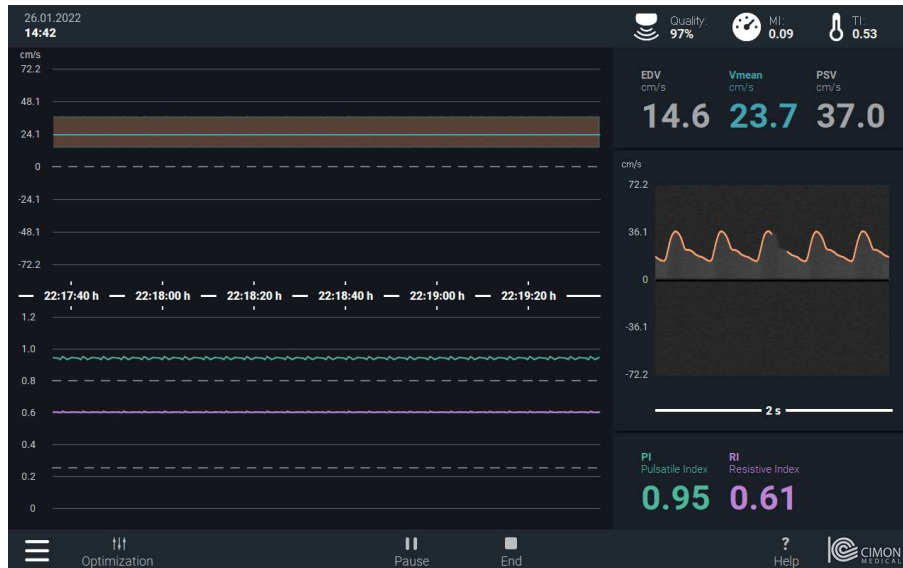 26.01.2022
14:42
Quality:
97%
MI:
0.09
TI:
0.53
cm/s
72.2
48.1
24.1
0
-24.1
-48.1
-72.2
22:17:40 h
22:18:00 h
22:18:20 h
22:18:40 h
22:19:00 h
22:19:20 h
1.2
1.0
0.8
0.6
0.4
0.2
0
EDV
cm/s
14.6
Vmean
cm/s
23.7
PSV
cm/s
37.0
cm/s
72.2
36.1
0
-36.1
-72.2
2 s
PI
Pulsatile Index
0.95
RI
Resistive Index
0.61
Optimization
Pause
End
?
Help
CIMON
MEDICAL